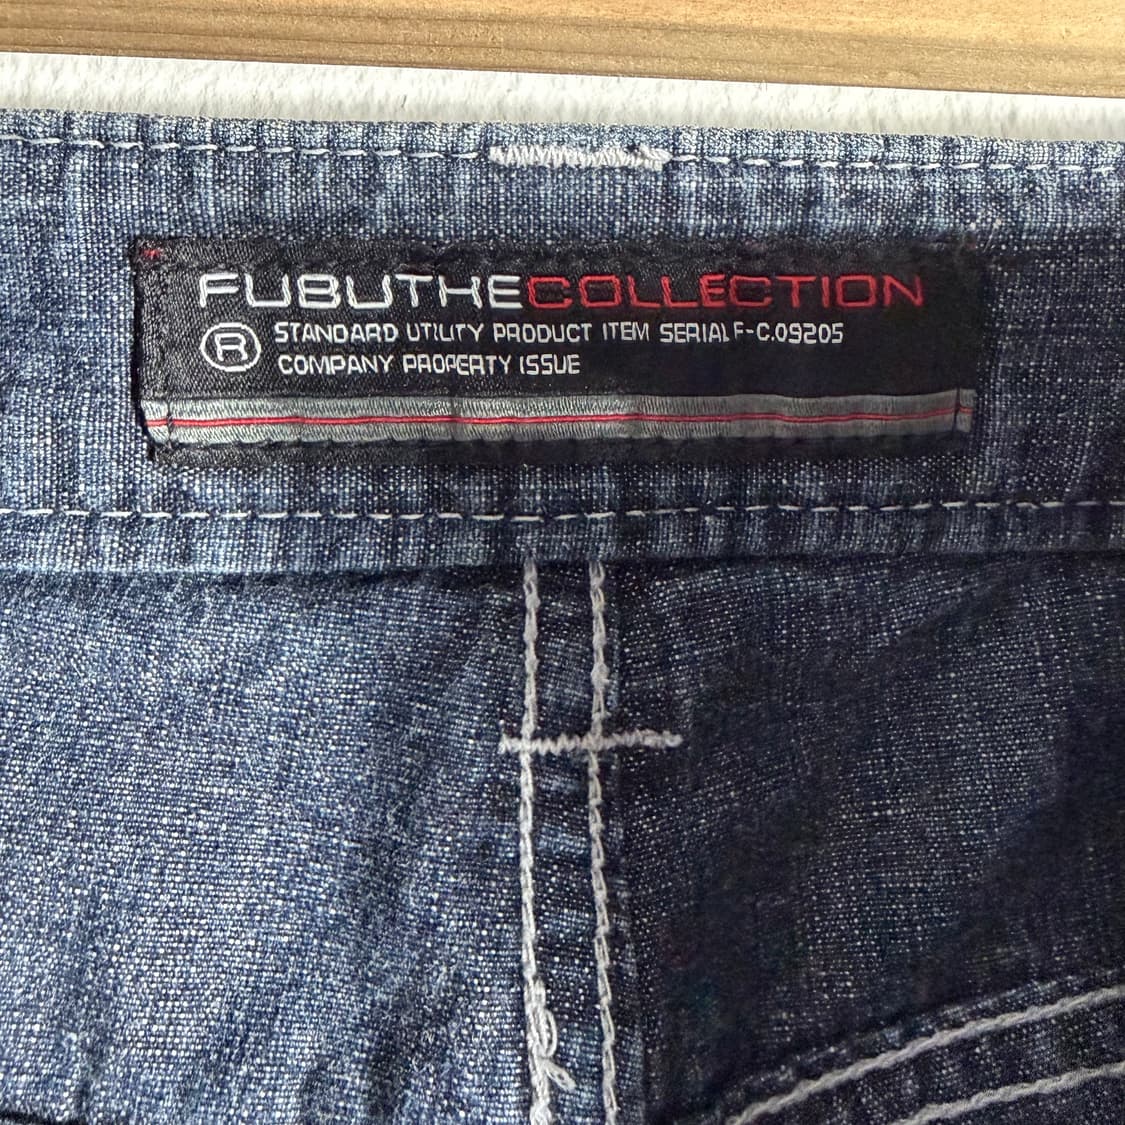 FUBUTHECOLLECTION
® STANDARD UTILITY PRODUCT ITEM SERIAL F-C.09205
COMPANY PROPERTY ISSUE